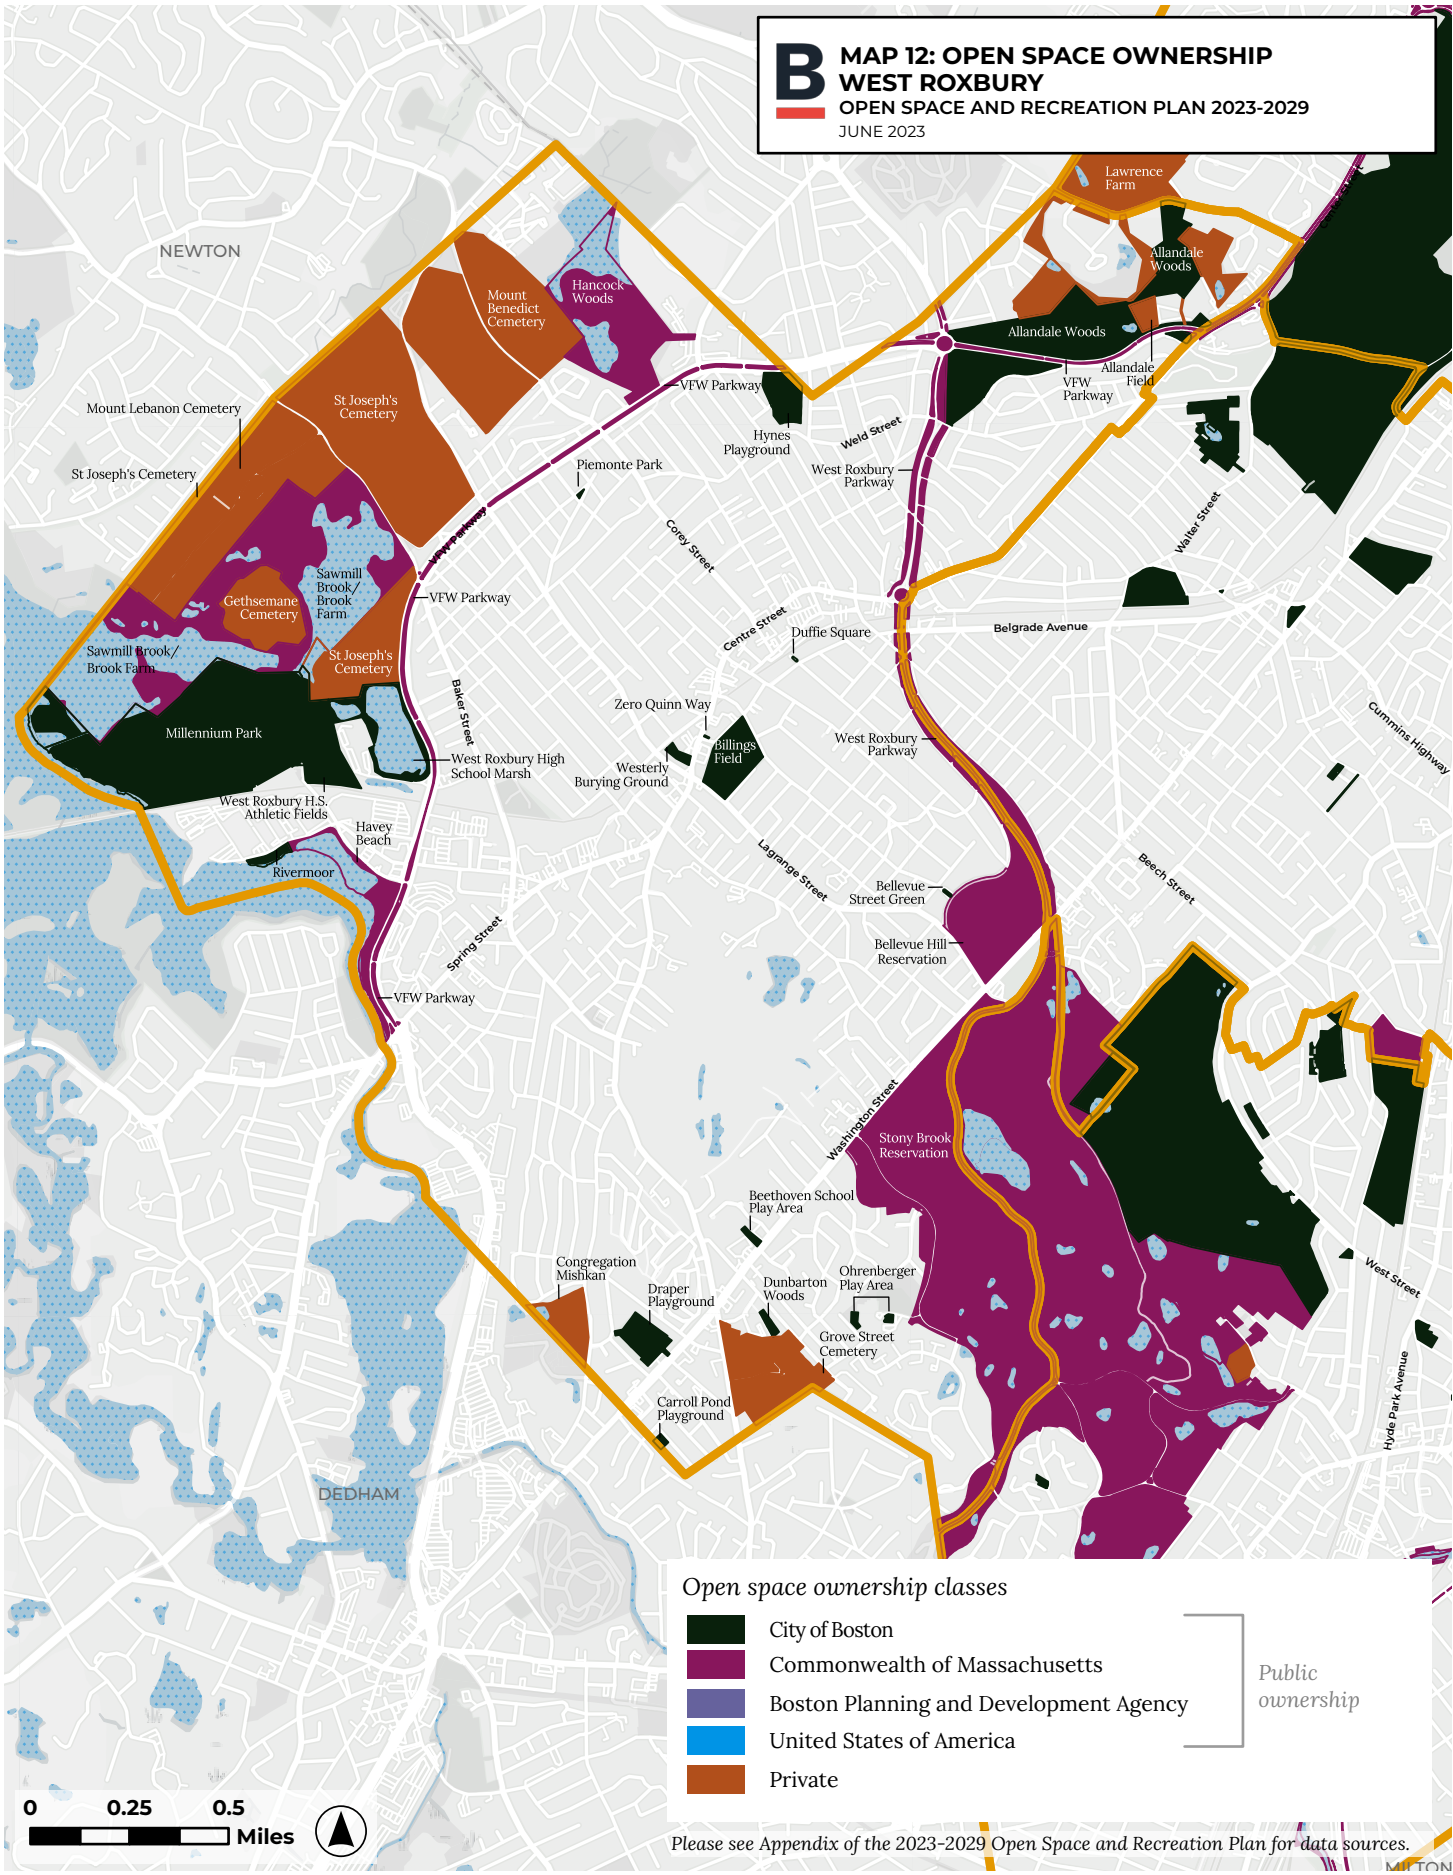 B
MAP 12: OPEN SPACE OWNERSHIP
WEST ROXBURY
OPEN SPACE AND RECREATION PLAN 2023-2029
JUNE 2023
Lawrence
Farm
NEWTON
Allandale
Woods
Hancock
Woods
Mount
Benedict
Cemetery
Allandale Woods
Allandale
Field
VFW
Parkway
VFW Parkway
St Joseph's
Cemetery
Mount Lebanon Cemetery
Hynes
Playground
Weld Street
West Roxbury
Parkway
Piemonte Park
St Joseph's Cemetery
VFW Parkway
Corey Street
Walter Street
Sawmill
Brook/
Brook
Farm
Gethsemane
Cemetery
VFW Parkway
Centre Street
Duffie Square
Belgrade Avenue
Sawmill Brook/
Brook Farm
St Joseph's
Cemetery
Baker Street
Zero Quinn Way
Millennium Park
Billings
Field
West Roxbury
Parkway
Cummins Highway
West Roxbury High
School Marsh
Westerly
Burying Ground
West Roxbury H.S.
Athletic Fields
Havey
Beach
Rivermoor
Lagrange Street
Beech Street
Bellevue
Street Green
Spring Street
Bellevue Hill
Reservation
VFW Parkway
Washington Street
Stony Brook
Reservation
Beethoven School
Play Area
Congregation
Mishkan
Draper
Playground
Dunbarton
Woods
Ohrenberger
Play Area
West Street
Grove Street
Cemetery
Hyde Park Avenue
Carroll Pond
Playground
DEDHAM
Open space ownership classes
City of Boston
Commonwealth of Massachusetts
Boston Planning and Development Agency
United States of America
Private
Public
ownership
0 0.25 0.5
Miles
Please see Appendix of the 2023-2029 Open Space and Recreation Plan for data sources.
MILTON